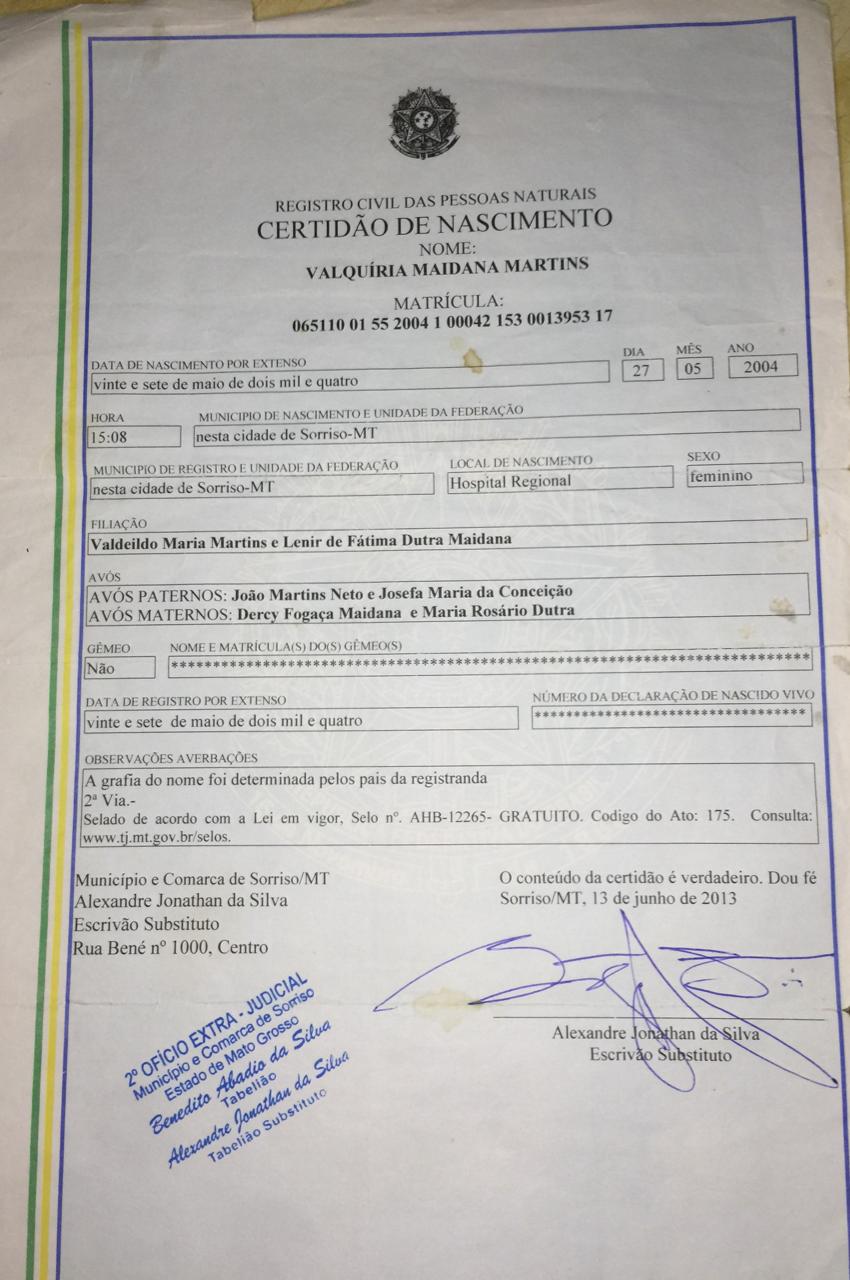 REGISTRO CIVIL DAS PESSOAS NATURAIS
CERTIDÃO DE NASCIMENTO
NOME:
VALQUÍRIA MAIDANA MARTINS
MATRÍCULA:
065110 01 55 2004 1 00042 153 0013953 17
DATA DE NASCIMENTO POR EXTENSO DIA MÊS ANO
vinte e sete de maio de dois mil e quatro 27 05 2004
HORA MUNICIPIO DE NASCIMENTO E UNIDADE DA FEDERAÇÃO
15:08 nesta cidade de Sorriso-MT
MUNICIPIO DE REGISTRO E UNIDADE DA FEDERAÇÃO LOCAL DE NASCIMENTO SEXO
nesta cidade de Sorriso-MT Hospital Regional feminino
FILIAÇÃO
Valdeildo Maria Martins e Lenir de Fátima Dutra Maidana
AVÓS
AVÓS PATERNOS: João Martins Neto e Josefa Maria da Conceição
AVÓS MATERNOS: Dercy Fogaça Maidana e Maria Rosário Dutra
GÊMEO NOME E MATRÍCULA(S) DO(S) GÊMEO(S)
Não ********************************************************************************
DATA DE REGISTRO POR EXTENSO NÚMERO DA DECLARAÇÃO DE NASCIDO VIVO
vinte e sete de maio de dois mil e quatro **********************************
OBSERVAÇÕES AVERBAÇÕES
A grafia do nome foi determinada pelos pais da registranda
2ª Via.-
Selado de acordo com a Lei em vigor, Selo nº. AHB-12265- GRATUITO. Codigo do Ato: 175. Consulta:
www.tj.mt.gov.br/selos.
Município e Comarca de Sorriso/MT
Alexandre Jonathan da Silva
Escrivão Substituto
Rua Bené nº 1000, Centro
O conteúdo da certidão é verdadeiro. Dou fé
Sorriso/MT, 13 de junho de 2013
Alexandre Jonathan da Silva
Escrivão Substituto
2º OFÍCIO EXTRA - JUDICIAL
Município e Comarca de Sorriso
Estado de Mato Grosso
Benedito Abadio da Silva
Tabelião
Alexandre Jonathan da Silva
Tabelião Substituto